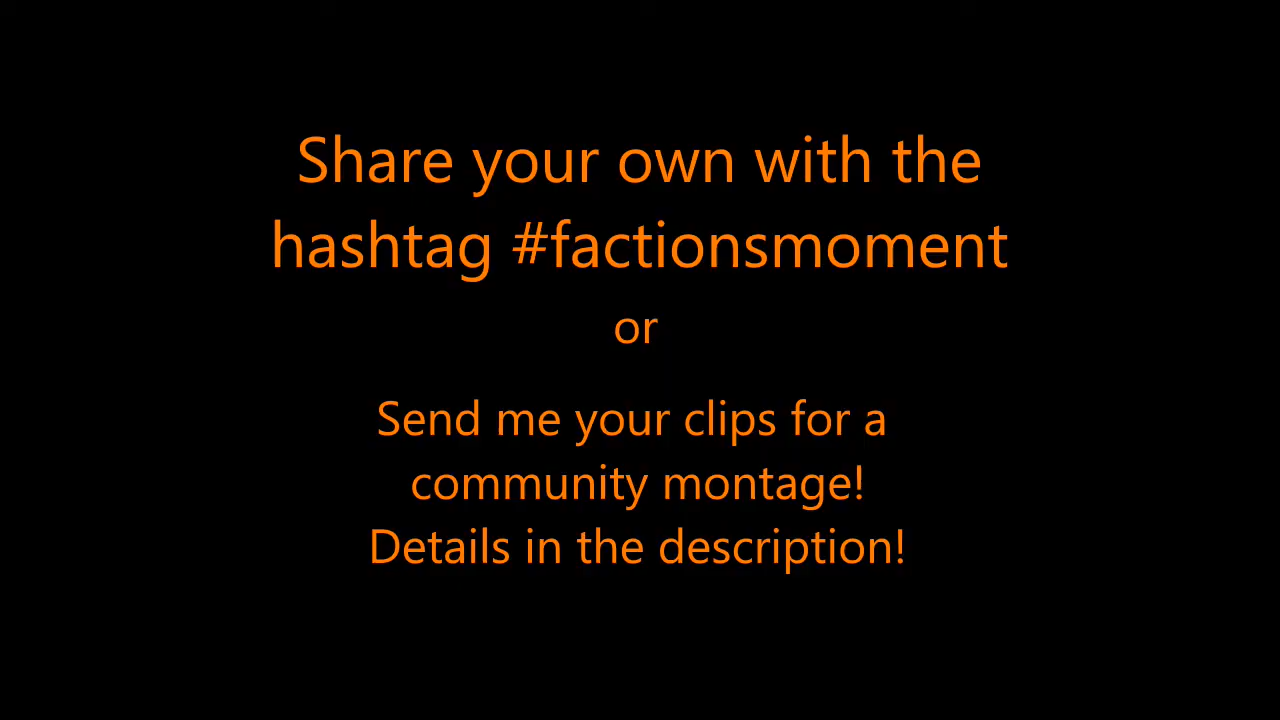 Share your own with the
hashtag #factionsmoment
or
Send me your clips for a
community montage!
Details in the description!